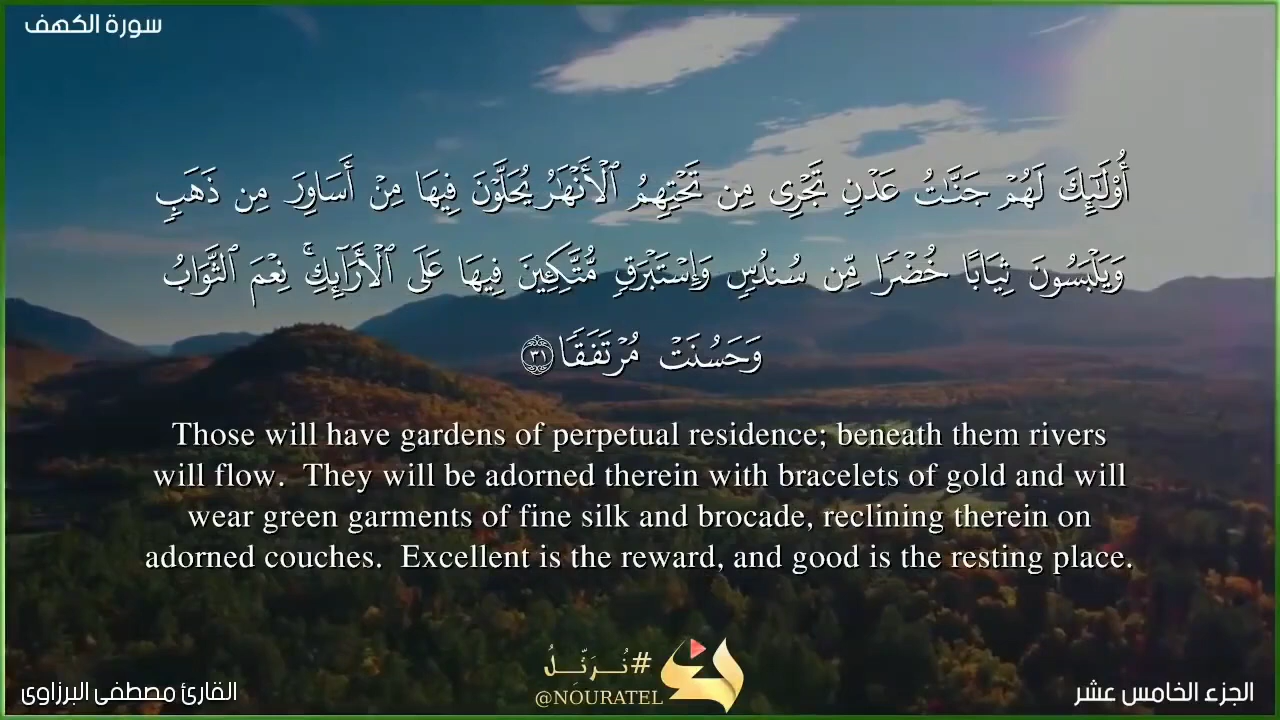 سورة الكهف
أُوْلَٰٓئِكَ لَهُمْ جَنَّٰتُ عَدْنٍ تَجْرِى مِن تَحْتِهِمُ ٱلْأَنْهَٰرُ يُحَلَّوْنَ فِيهَا مِنْ أَسَاوِرَ مِن ذَهَبٍ
وَيَلْبَسُونَ ثِيَابًا خُضْرًا مِّن سُندُسٍ وَإِسْتَبْرَقٍ مُّتَّكِـِٔينَ فِيهَا عَلَى ٱلْأَرَآئِكِ ۚ نِعْمَ ٱلثَّوَابُ
وَحَسُنَتْ مُرْتَفَقًا ٣١
Those will have gardens of perpetual residence; beneath them rivers
will flow.  They will be adorned therein with bracelets of gold and will
wear green garments of fine silk and brocade, reclining therein on
adorned couches.  Excellent is the reward, and good is the resting place.
#نُرَتِّلُ
@NOURATEL
الجزء الخامس عشر
القارئ مصطفى البرزاوى